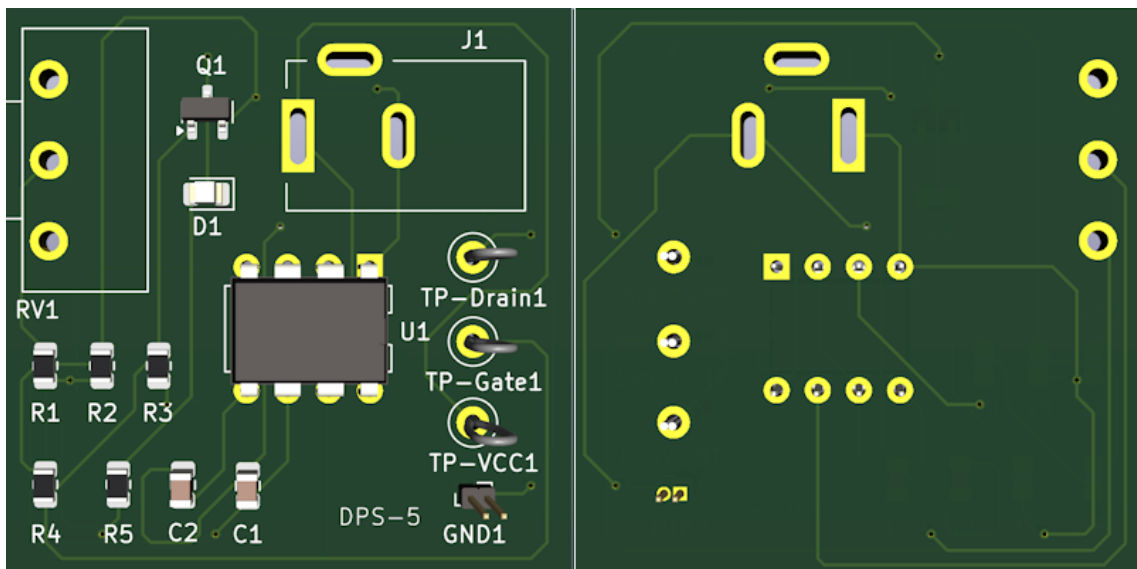 J1
Q1
D1
RV1
TP-Drain1
U1
TP-Gate1
R1 R2 R3
TP-VCC1
R4 R5 C2 C1 DPS-5 GND1